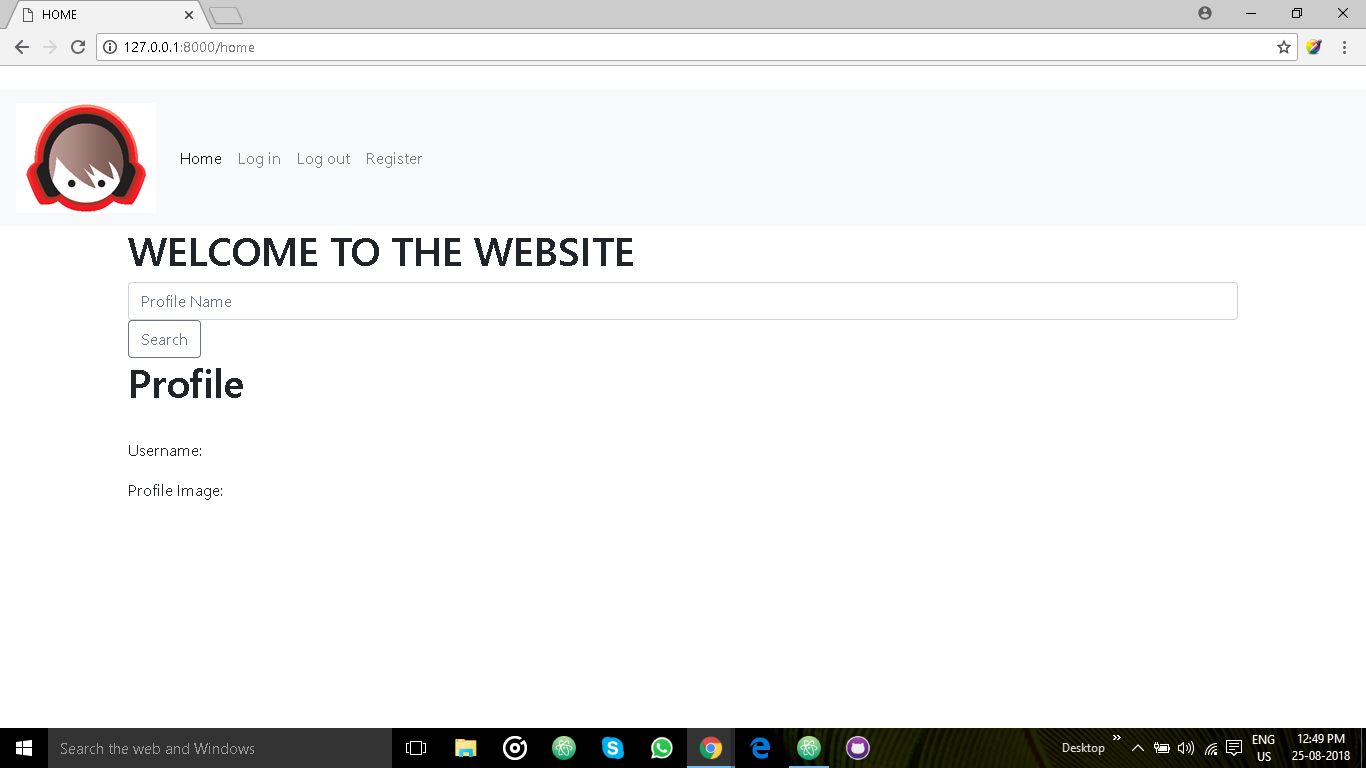 HOME
127.0.0.1:8000/home
Home Log in Log out Register
WELCOME TO THE WEBSITE
Profile Name
Search
Profile
Username:
Profile Image:
Search the web and Windows
Desktop
ENG
US
12:49 PM
25-08-2018